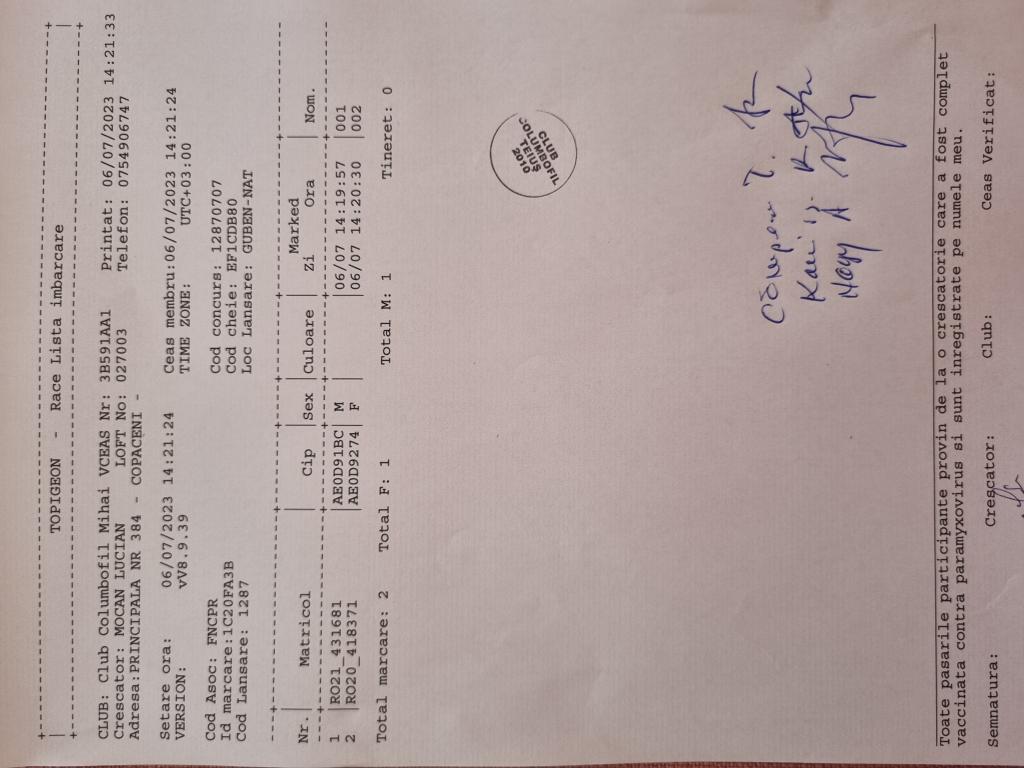 +-----------------------------------------------------------------------------+
|                    TOPIGEON   -   Race Lista imbarcare                      |
+-----------------------------------------------------------------------------+
CLUB: Club Columbofil Mihai VCEAS Nr: 3B591AA1 Printat: 06/07/2023 14:21:33
Crescator: MOCAN LUCIAN LOFT No: 027003 Telefon: 0754906747
Adresa:PRINCIPALA NR 384 - COPACENI -
Setare ora: 06/07/2023 14:21:24 Ceas membru:06/07/2023 14:21:24
VERSION: vV8.9.39 TIME ZONE: UTC+03:00
Cod Asoc: FNCPR Cod concurs: 12870707
Id marcare:1C20FA3B Cod cheie: EF1CDB80
Cod Lansare: 1287 Loc Lansare: GUBEN-NAT
Marked
Nr.| Matricol | Cip |Sex |Culoare | Zi Ora | Nom.
1 |RO21_431681 |AE0D91BC| M | |06/07 14:19:57 |001
2 |RO20_418371 |AE0D9274| F | |06/07 14:20:30 |002
Total marcare: 2 Total F: 1 Total M: 1 Tineret: 0
CLUB
COLUMBOFIL
TEIUȘ
2010
Nagy A
Toate pasarile participante provin de la o crescatorie care a fost complet
vaccinata contra paramyxovirus si sunt inregistrate pe numele meu.
Semnatura: Crescator: Club: Ceas Verificat: